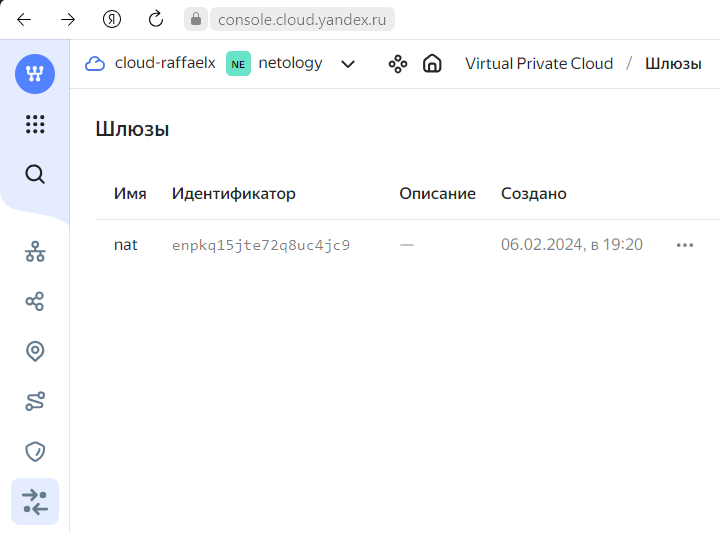 Я console.cloud.yandex.ru
cloud-raffaelx NE netology Virtual Private Cloud / Шлюзы
Шлюзы
Имя Идентификатор Описание Создано
nat enpkq15jte72q8uc4jc9 — 06.02.2024, в 19:20